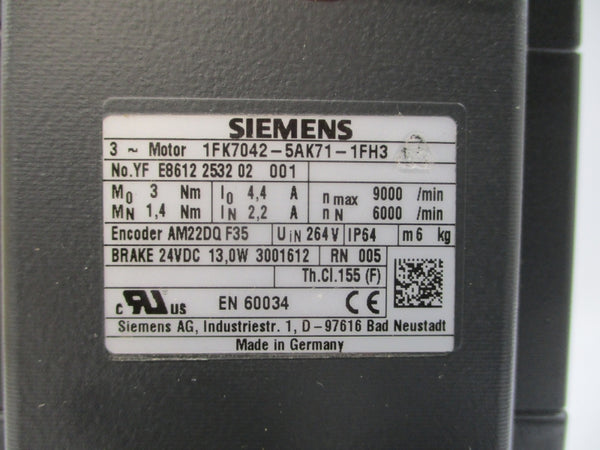 SIEMENS
3 ~ Motor 1FK7042-5AK71-1FH3
No.YF E8612 2532 02 001
M0 3 Nm I0 4,4 A n max 9000 /min
MN 1,4 Nm IN 2,2 A n N 6000 /min
Encoder AM22DQ F35 UIN 264 V IP64 m 6 kg
BRAKE 24VDC 13,0W 3001612 RN 005
Th.Cl.155 (F)
c RU US EN 60034 CE
Siemens AG, Industriestr. 1, D-97616 Bad Neustadt
Made in Germany